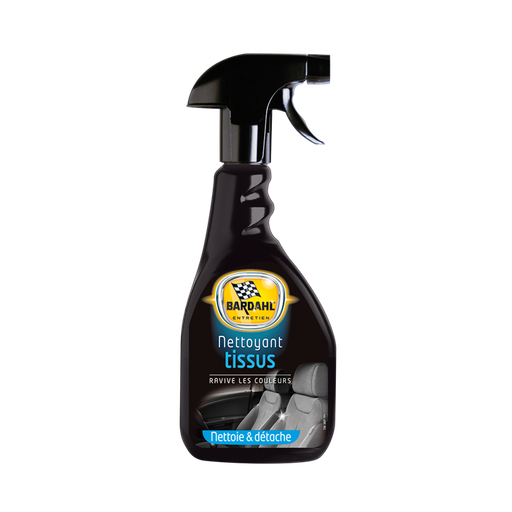 BARDAHL
ENTRETIEN
Nettoyant
tissus
RAVIVE LES COULEURS
Nettoie & détache